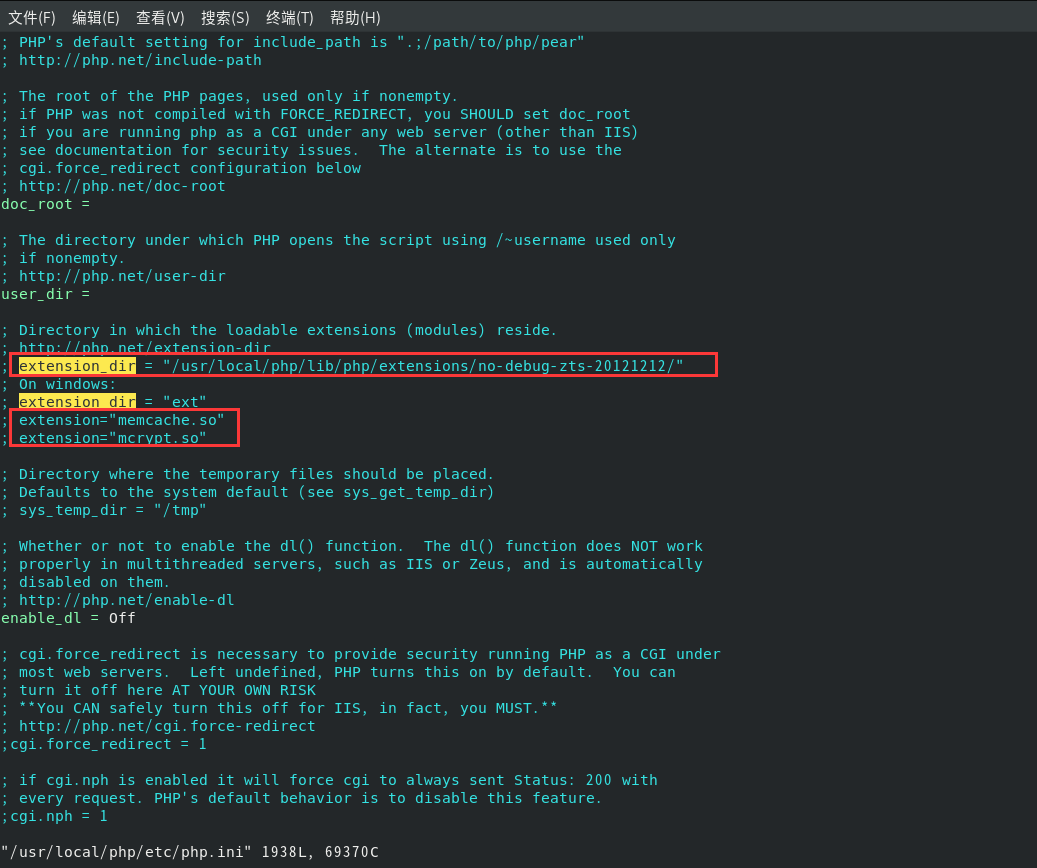 文件(F) 编辑(E) 查看(V) 搜索(S) 终端(T) 帮助(H)
; PHP's default setting for include_path is ".;/path/to/php/pear"
; http://php.net/include-path
; The root of the PHP pages, used only if nonempty.
; if PHP was not compiled with FORCE_REDIRECT, you SHOULD set doc_root
; if you are running php as a CGI under any web server (other than IIS)
; see documentation for security issues.  The alternate is to use the
; cgi.force_redirect configuration below
; http://php.net/doc-root
doc_root =
; The directory under which PHP opens the script using /~username used only
; if nonempty.
; http://php.net/user-dir
user_dir =
; Directory in which the loadable extensions (modules) reside.
; http://php.net/extension-dir
; extension_dir = "/usr/local/php/lib/php/extensions/no-debug-zts-20121212/"
; On windows:
; extension_dir = "ext"
; extension="memcache.so"
; extension="mcrypt.so"
; Directory where the temporary files should be placed.
; Defaults to the system default (see sys_get_temp_dir)
; sys_temp_dir = "/tmp"
; Whether or not to enable the dl() function.  The dl() function does NOT work
; properly in multithreaded servers, such as IIS or Zeus, and is automatically
; disabled on them.
; http://php.net/enable-dl
enable_dl = Off
; cgi.force_redirect is necessary to provide security running PHP as a CGI under
; most web servers.  Left undefined, PHP turns this on by default.  You can
; turn it off here AT YOUR OWN RISK
; **You CAN safely turn this off for IIS, in fact, you MUST.**
; http://php.net/cgi.force-redirect
;cgi.force_redirect = 1
; if cgi.nph is enabled it will force cgi to always sent Status: 200 with
; every request. PHP's default behavior is to disable this feature.
;cgi.nph = 1
"/usr/local/php/etc/php.ini" 1938L, 69370C